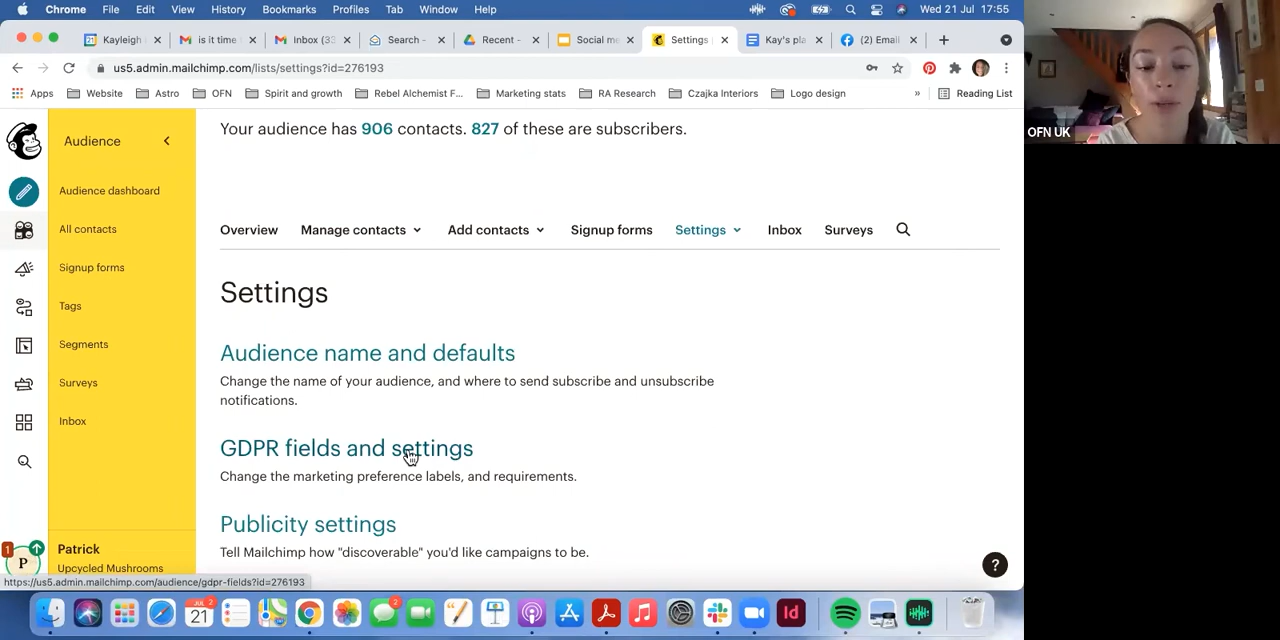 Chrome File Edit View History Bookmarks Profiles Tab Window Help Wed 21 Jul 17:55
Kayleigh
is it time
Inbox (33
Search -
Recent -
Social me
Settings |
Kay's pla
(2) Email
us5.admin.mailchimp.com/lists/settings?id=276193
Apps Website Astro OFN Spirit and growth Rebel Alchemist F... Marketing stats RA Research Czajka Interiors Logo design » Reading List
OFN UK
Your audience has 906 contacts. 827 of these are subscribers.
Audience
Audience dashboard
All contacts
Signup forms
Tags
Segments
Surveys
Inbox
Overview Manage contacts Add contacts Signup forms Settings Inbox Surveys
Settings
Audience name and defaults
Change the name of your audience, and where to send subscribe and unsubscribe
notifications.
GDPR fields and settings
Change the marketing preference labels, and requirements.
Publicity settings
Tell Mailchimp how "discoverable" you'd like campaigns to be.
1
P
Patrick
Upcycled Mushrooms
?
https://us5.admin.mailchimp.com/audience/gdpr-fields?id=276193
JUL 2
21
2
Id